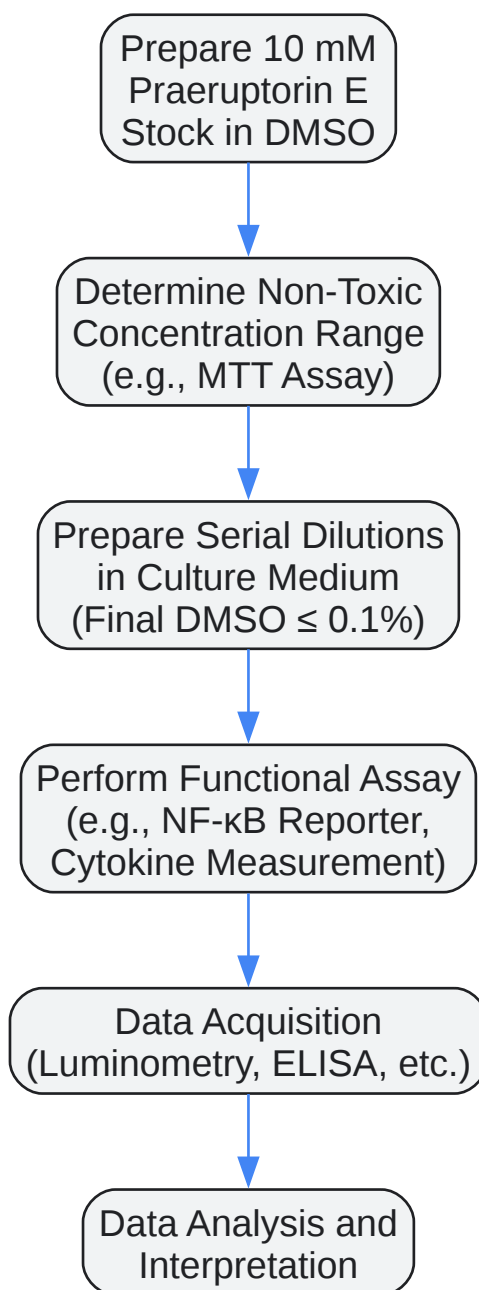 Prepare 10 mM
Praeruptorin E
Stock in DMSO
Determine Non-Toxic
Concentration Range
(e.g., MTT Assay)
Prepare Serial Dilutions
in Culture Medium
(Final DMSO ≤ 0.1%)
Perform Functional Assay
(e.g., NF-κB Reporter,
Cytokine Measurement)
Data Acquisition
(Luminometry, ELISA, etc.)
Data Analysis and
Interpretation